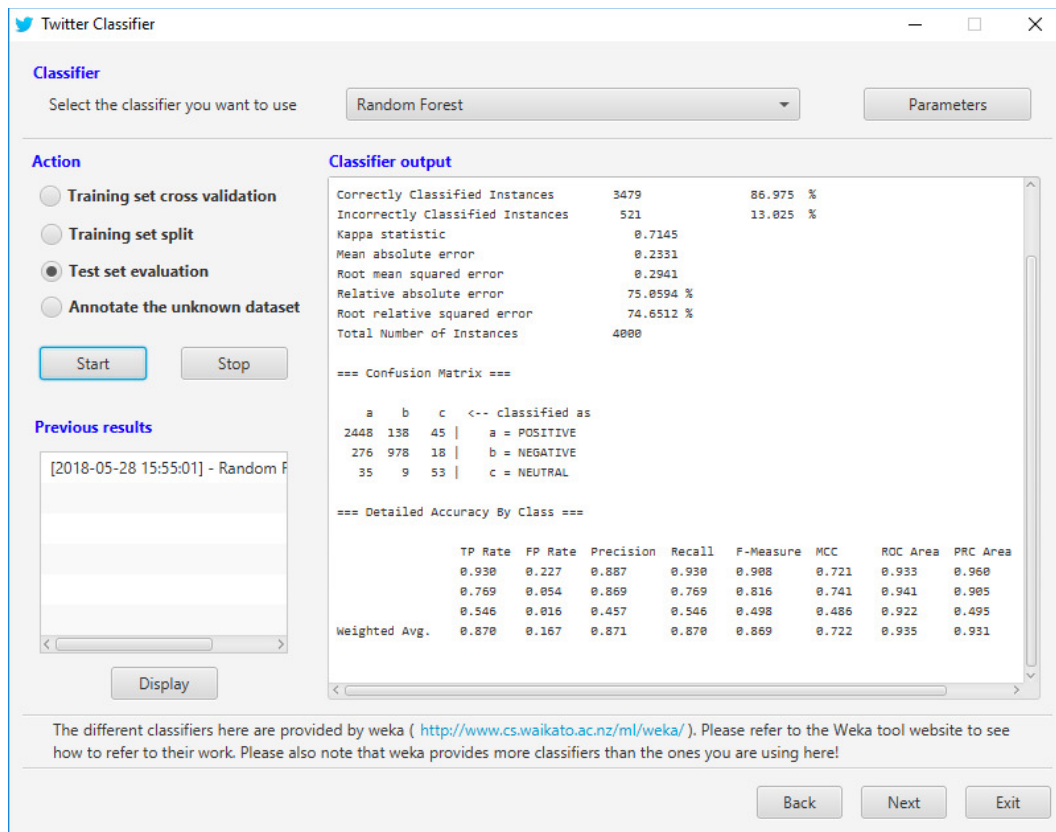 Twitter Classifier
Classifier
Select the classifier you want to use
Random Forest
Parameters
Action
Training set cross validation
Training set split
Test set evaluation
Annotate the unknown dataset
Start
Stop
Previous results
[2018-05-28 15:55:01] - Random F
Display
Classifier output
Correctly Classified Instances 3479 86.975 %
Incorrectly Classified Instances 521 13.025 %
Kappa statistic 0.7145
Mean absolute error 0.2331
Root mean squared error 0.2941
Relative absolute error 75.0594 %
Root relative squared error 74.6512 %
Total Number of Instances 4000
=== Confusion Matrix ===
a b c <-- classified as
2448 138 45 | a = POSITIVE
276 978 18 | b = NEGATIVE
35 9 53 | c = NEUTRAL
=== Detailed Accuracy By Class ===
TP Rate FP Rate Precision Recall F-Measure MCC ROC Area PRC Area
0.930 0.227 0.887 0.930 0.908 0.721 0.933 0.960
0.769 0.054 0.869 0.769 0.816 0.741 0.941 0.905
0.546 0.016 0.457 0.546 0.498 0.486 0.922 0.495
Weighted Avg. 0.870 0.167 0.871 0.870 0.869 0.722 0.935 0.931
The different classifiers here are provided by weka ( http://www.cs.waikato.ac.nz/ml/weka/ ). Please refer to the Weka tool website to see
how to refer to their work. Please also note that weka provides more classifiers than the ones you are using here!
Back
Next
Exit